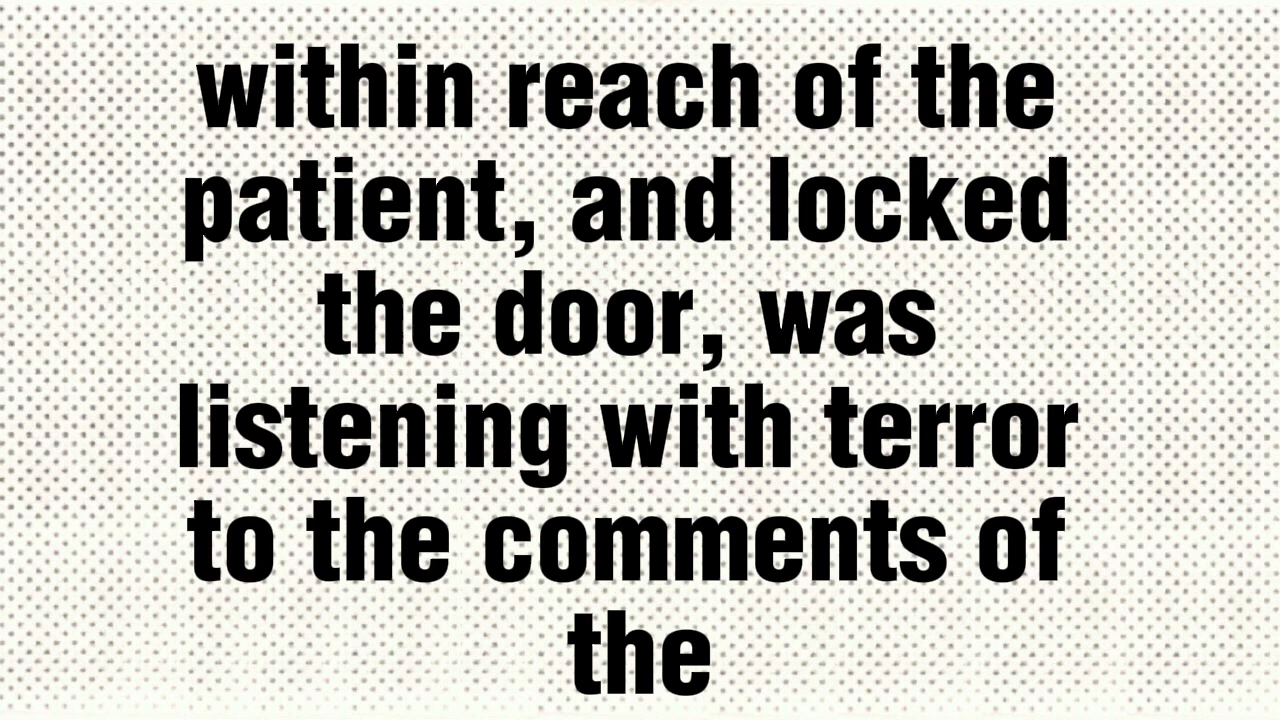 within reach of the
patient, and locked
the door, was
listening with terror
to the comments of
the